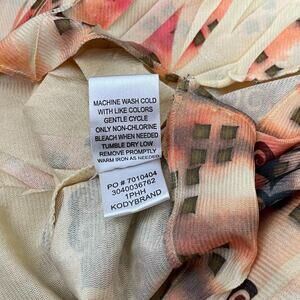 MACHINE WASH COLD
WITH LIKE COLORS
GENTLE CYCLE
ONLY NON-CHLORINE
BLEACH WHEN NEEDED
TUMBLE DRY LOW
REMOVE PROMPTLY
WARM IRON AS NEEDED
PO # 7010404
3040036762
1PHH
KODYBRAND